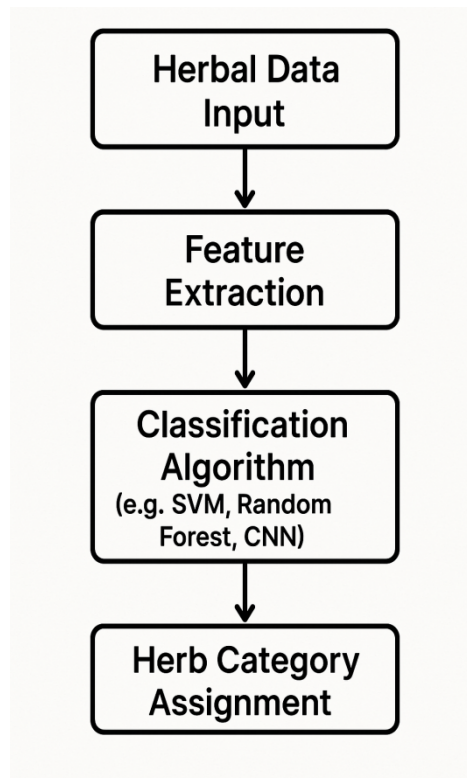 Herbal Data
Input
Feature
Extraction
Classification
Algorithm
(e.g. SVM, Random
Forest, CNN)
Herb Category
Assignment